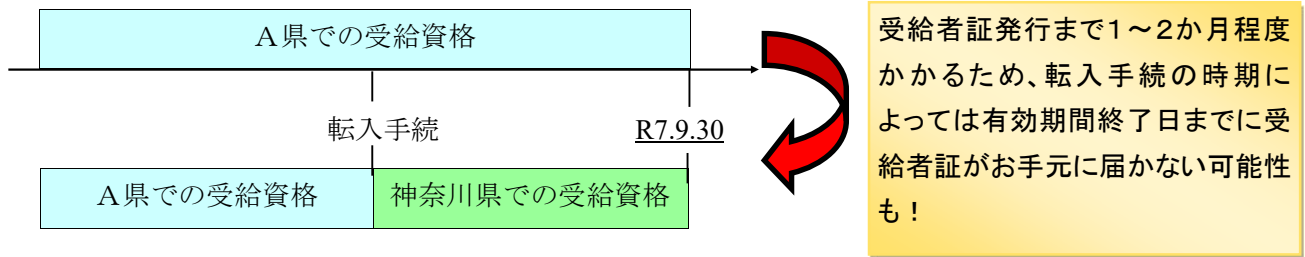 A県での受給資格
転入手続
R7.9.30
A県での受給資格
神奈川県での受給資格
受給者証発行まで1～2か月程度
かかるため、転入手続の時期に
よっては有効期間終了日までに受
給者証がお手元に届かない可能性
も！